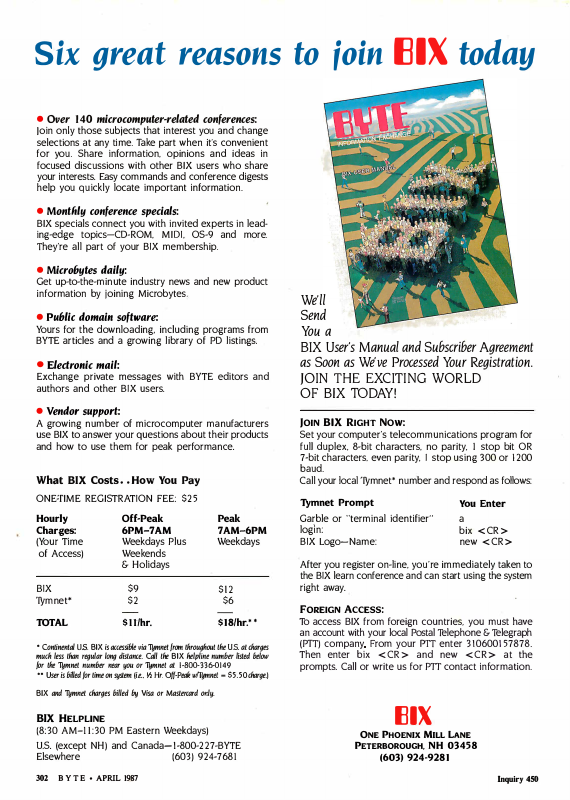 Six great reasons to join BIX today
• Over 140 microcomputer-related conferences:
Join only those subjects that interest you and change
selections at any time. Take part when it's convenient
for you. Share information, opinions and ideas in
focused discussions with other BIX users who share
your interests. Easy commands and conference digests
help you quickly locate important information.
• Monthly conference specials:
BIX specials connect you with invited experts in lead-
ing-edge topics—CD-ROM, MIDI, OS-9 and more.
They're all part of your BIX membership.
• Microbytes daily:
Get up-to-the-minute industry news and new product
information by joining Microbytes.
• Public domain software:
Yours for the downloading, including programs from
BYTE articles and a growing library of PD listings.
• Electronic mail:
Exchange private messages with BYTE editors and
authors and other BIX users.
• Vendor support:
A growing number of microcomputer manufacturers
use BIX to answer your questions about their products
and how to use them for peak performance.
What BIX Costs..How You Pay
ONE-TIME REGISTRATION FEE: $25
Hourly Off-Peak Peak
Charges: 6PM–7AM 7AM–6PM
(Your Time Weekdays Plus Weekdays
of Access) Weekends
& Holidays
BIX $9 $12
Tymnet* $2 $6
TOTAL $11/hr. $18/hr.**
* Continental U.S. BIX is accessible via Tymnet from throughout the U.S. at charges
much less than regular long distance. Call the BIX helpline number listed below
for the Tymnet number near you or Tymnet at 1-800-336-0149
** User is billed for time on system (i.e., ½ Hr. Off-Peak w/Tymnet = $5.50 charge.)
BIX and Tymnet charges billed by Visa or Mastercard only.
BIX HELPLINE
(8:30 AM–11:30 PM Eastern Weekdays)
U.S. (except NH) and Canada—1-800-227-BYTE
Elsewhere (603) 924-7681
BYTE
INFORMATION EXCHANGE
BIX USER'S MANUAL
We'll
Send
You a
BIX User's Manual and Subscriber Agreement
as Soon as We've Processed Your Registration.
JOIN THE EXCITING WORLD
OF BIX TODAY!
JOIN BIX RIGHT NOW:
Set your computer's telecommunications program for
full duplex, 8-bit characters, no parity, 1 stop bit OR
7-bit characters, even parity, 1 stop using 300 or 1200
baud.
Call your local Tymnet* number and respond as follows:
Tymnet Prompt You Enter
Garble or "terminal identifier" a
login: bix <CR>
BIX Logo—Name: new <CR>
After you register on-line, you're immediately taken to
the BIX learn conference and can start using the system
right away.
FOREIGN ACCESS:
To access BIX from foreign countries, you must have
an account with your local Postal Telephone & Telegraph
(PTT) company. From your PTT enter 310600157878.
Then enter bix <CR> and new <CR> at the
prompts. Call or write us for PTT contact information.
BIX
ONE PHOENIX MILL LANE
PETERBOROUGH, NH 03458
(603) 924-9281
302 BYTE • APRIL 1987
Inquiry 450